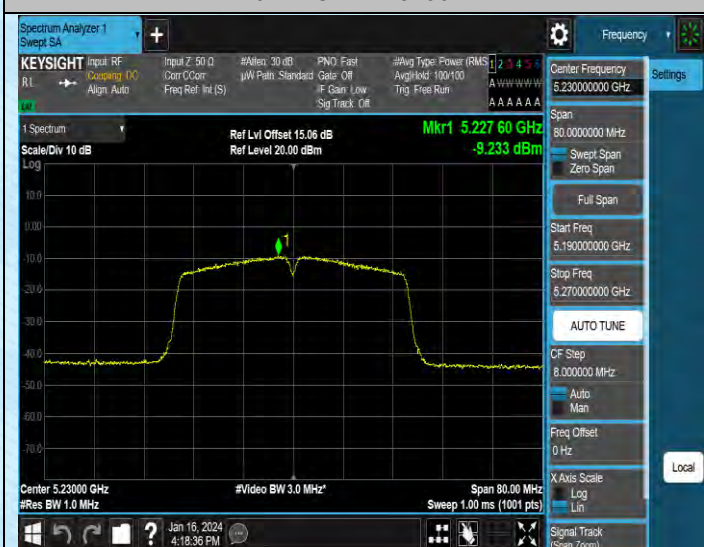 Spectrum Analyzer 1
Swept SA
Frequency
KEYSIGHT
RL
Input: RF
Coupling: DC
Align: Auto
Input Z: 50 Ω
Corr CCorr
Freq Ref: Int (S)
#Atten: 30 dB
µW Path: Standard
PNO: Fast
Gate: Off
IF Gain: Low
Sig Track: Off
#Avg Type: Power (RMS
Avg|Hold: 100/100
Trig: Free Run
1 2 3 4 5 6
A W W W W W
A A A A A A
1 Spectrum
Scale/Div 10 dB
Log
Ref Lvl Offset 15.06 dB
Ref Level 20.00 dBm
Mkr1 5.227 60 GHz
-9.233 dBm
1
10.0
0.00
-10.0
-20.0
-30.0
-40.0
-50.0
-60.0
-70.0
Center 5.23000 GHz
#Res BW 1.0 MHz
#Video BW 3.0 MHz*
Span 80.00 MHz
Sweep 1.00 ms (1001 pts)
Jan 16, 2024
4:18:36 PM
Center Frequency
5.230000000 GHz
Settings
Span
80.0000000 MHz
Swept Span
Zero Span
Full Span
Start Freq
5.190000000 GHz
Stop Freq
5.270000000 GHz
AUTO TUNE
CF Step
8.000000 MHz
Auto
Man
Freq Offset
0 Hz
X Axis Scale
Log
Lin
Local
Signal Track
(Span Zoom)